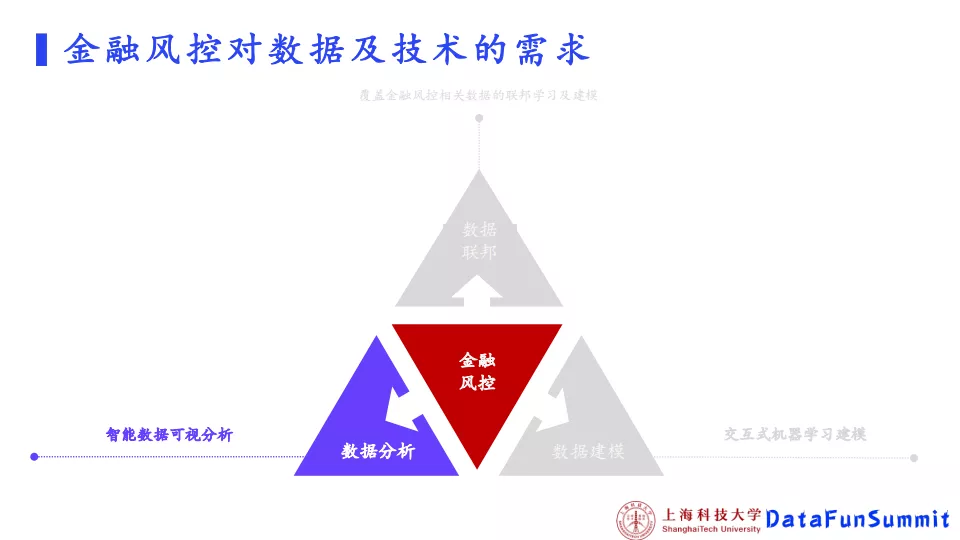 金融风控对数据及技术的需求
覆盖金融风控相关数据的联邦学习及建模
数据
联邦
金融
风控
智能数据可视分析
数据分析
数据建模
交互式机器学习建模
上海科技大学
ShanghaiTech University
DataFunSummit